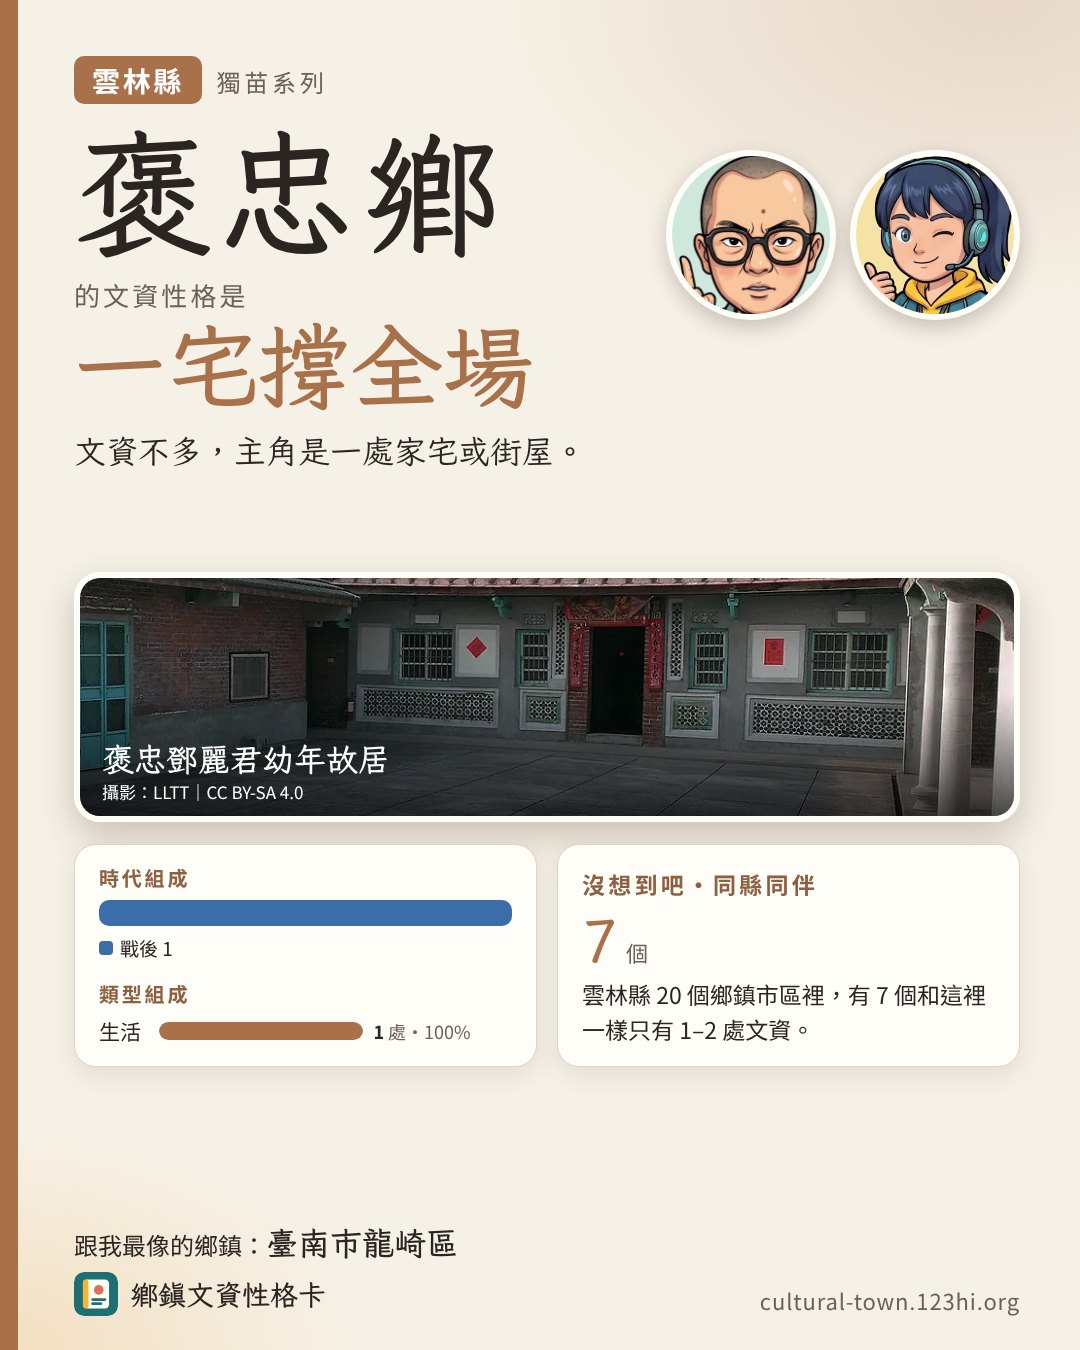 雲林縣 獨苗系列
褒忠鄉
的文資性格是
一宅撐全場
文資不多，主角是一處家宅或街屋。
褒忠鄧麗君幼年故居
攝影：LLTT｜CC BY-SA 4.0
時代組成
戰後 1
類型組成
生活 1 處・100%
沒想到吧・同縣同伴
7 個
雲林縣 20 個鄉鎮市區裡，有 7 個和這裡
一樣只有 1–2 處文資。
跟我最像的鄉鎮：臺南市龍崎區
鄉鎮文資性格卡
cultural-town.123hi.org